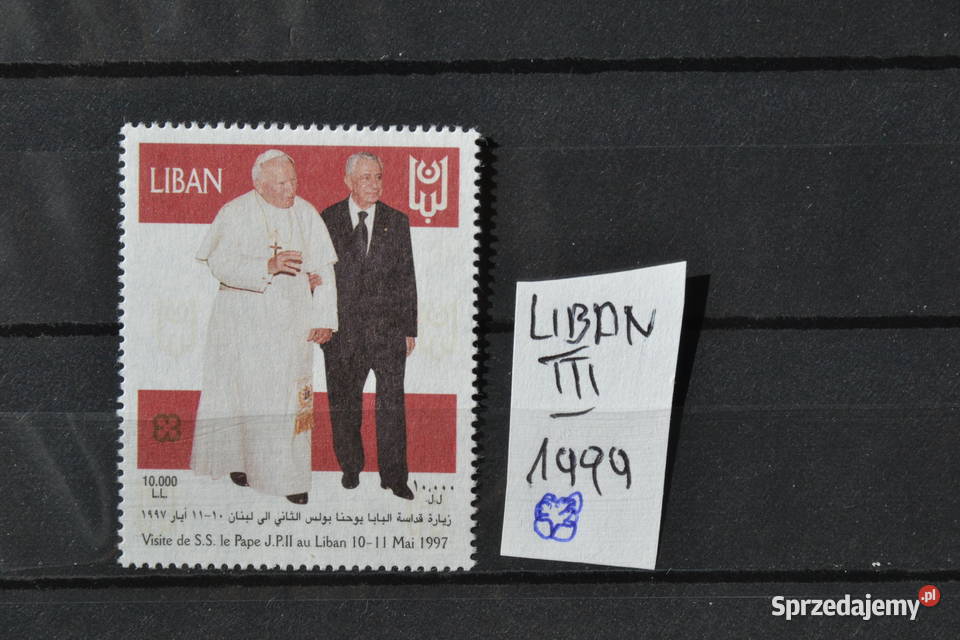 LIBAN
لبنان
10.000
L.L.
١٠,٠٠٠
ل.ل
زيارة قداسة البابا يوحنا بولس الثاني الى لبنان ١٠-١١ أيار ١٩٩٧
Visite de S.S. le Pape J.P.II au Liban 10-11 Mai 1997
LIBAN
III
1999
Sprzedajemy.pl